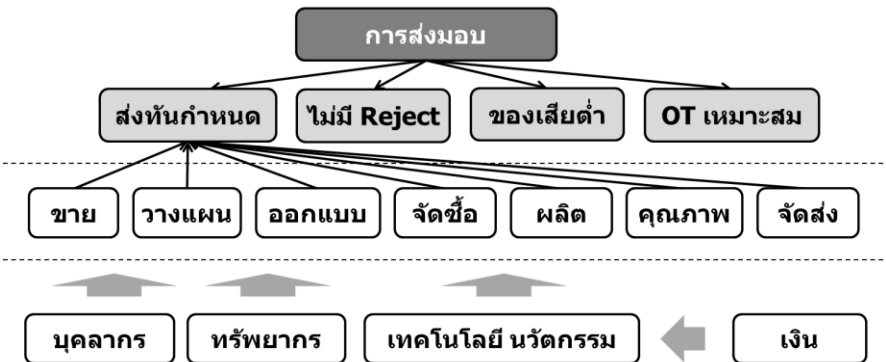 การส่งมอบ
ส่งทันกำหนด
ไม่มี Reject
ของเสียต่ำ
OT เหมาะสม
ขาย
วางแผน
ออกแบบ
จัดซื้อ
ผลิต
คุณภาพ
จัดส่ง
บุคลากร
ทรัพยากร
เทคโนโลยี นวัตกรรม
เงิน